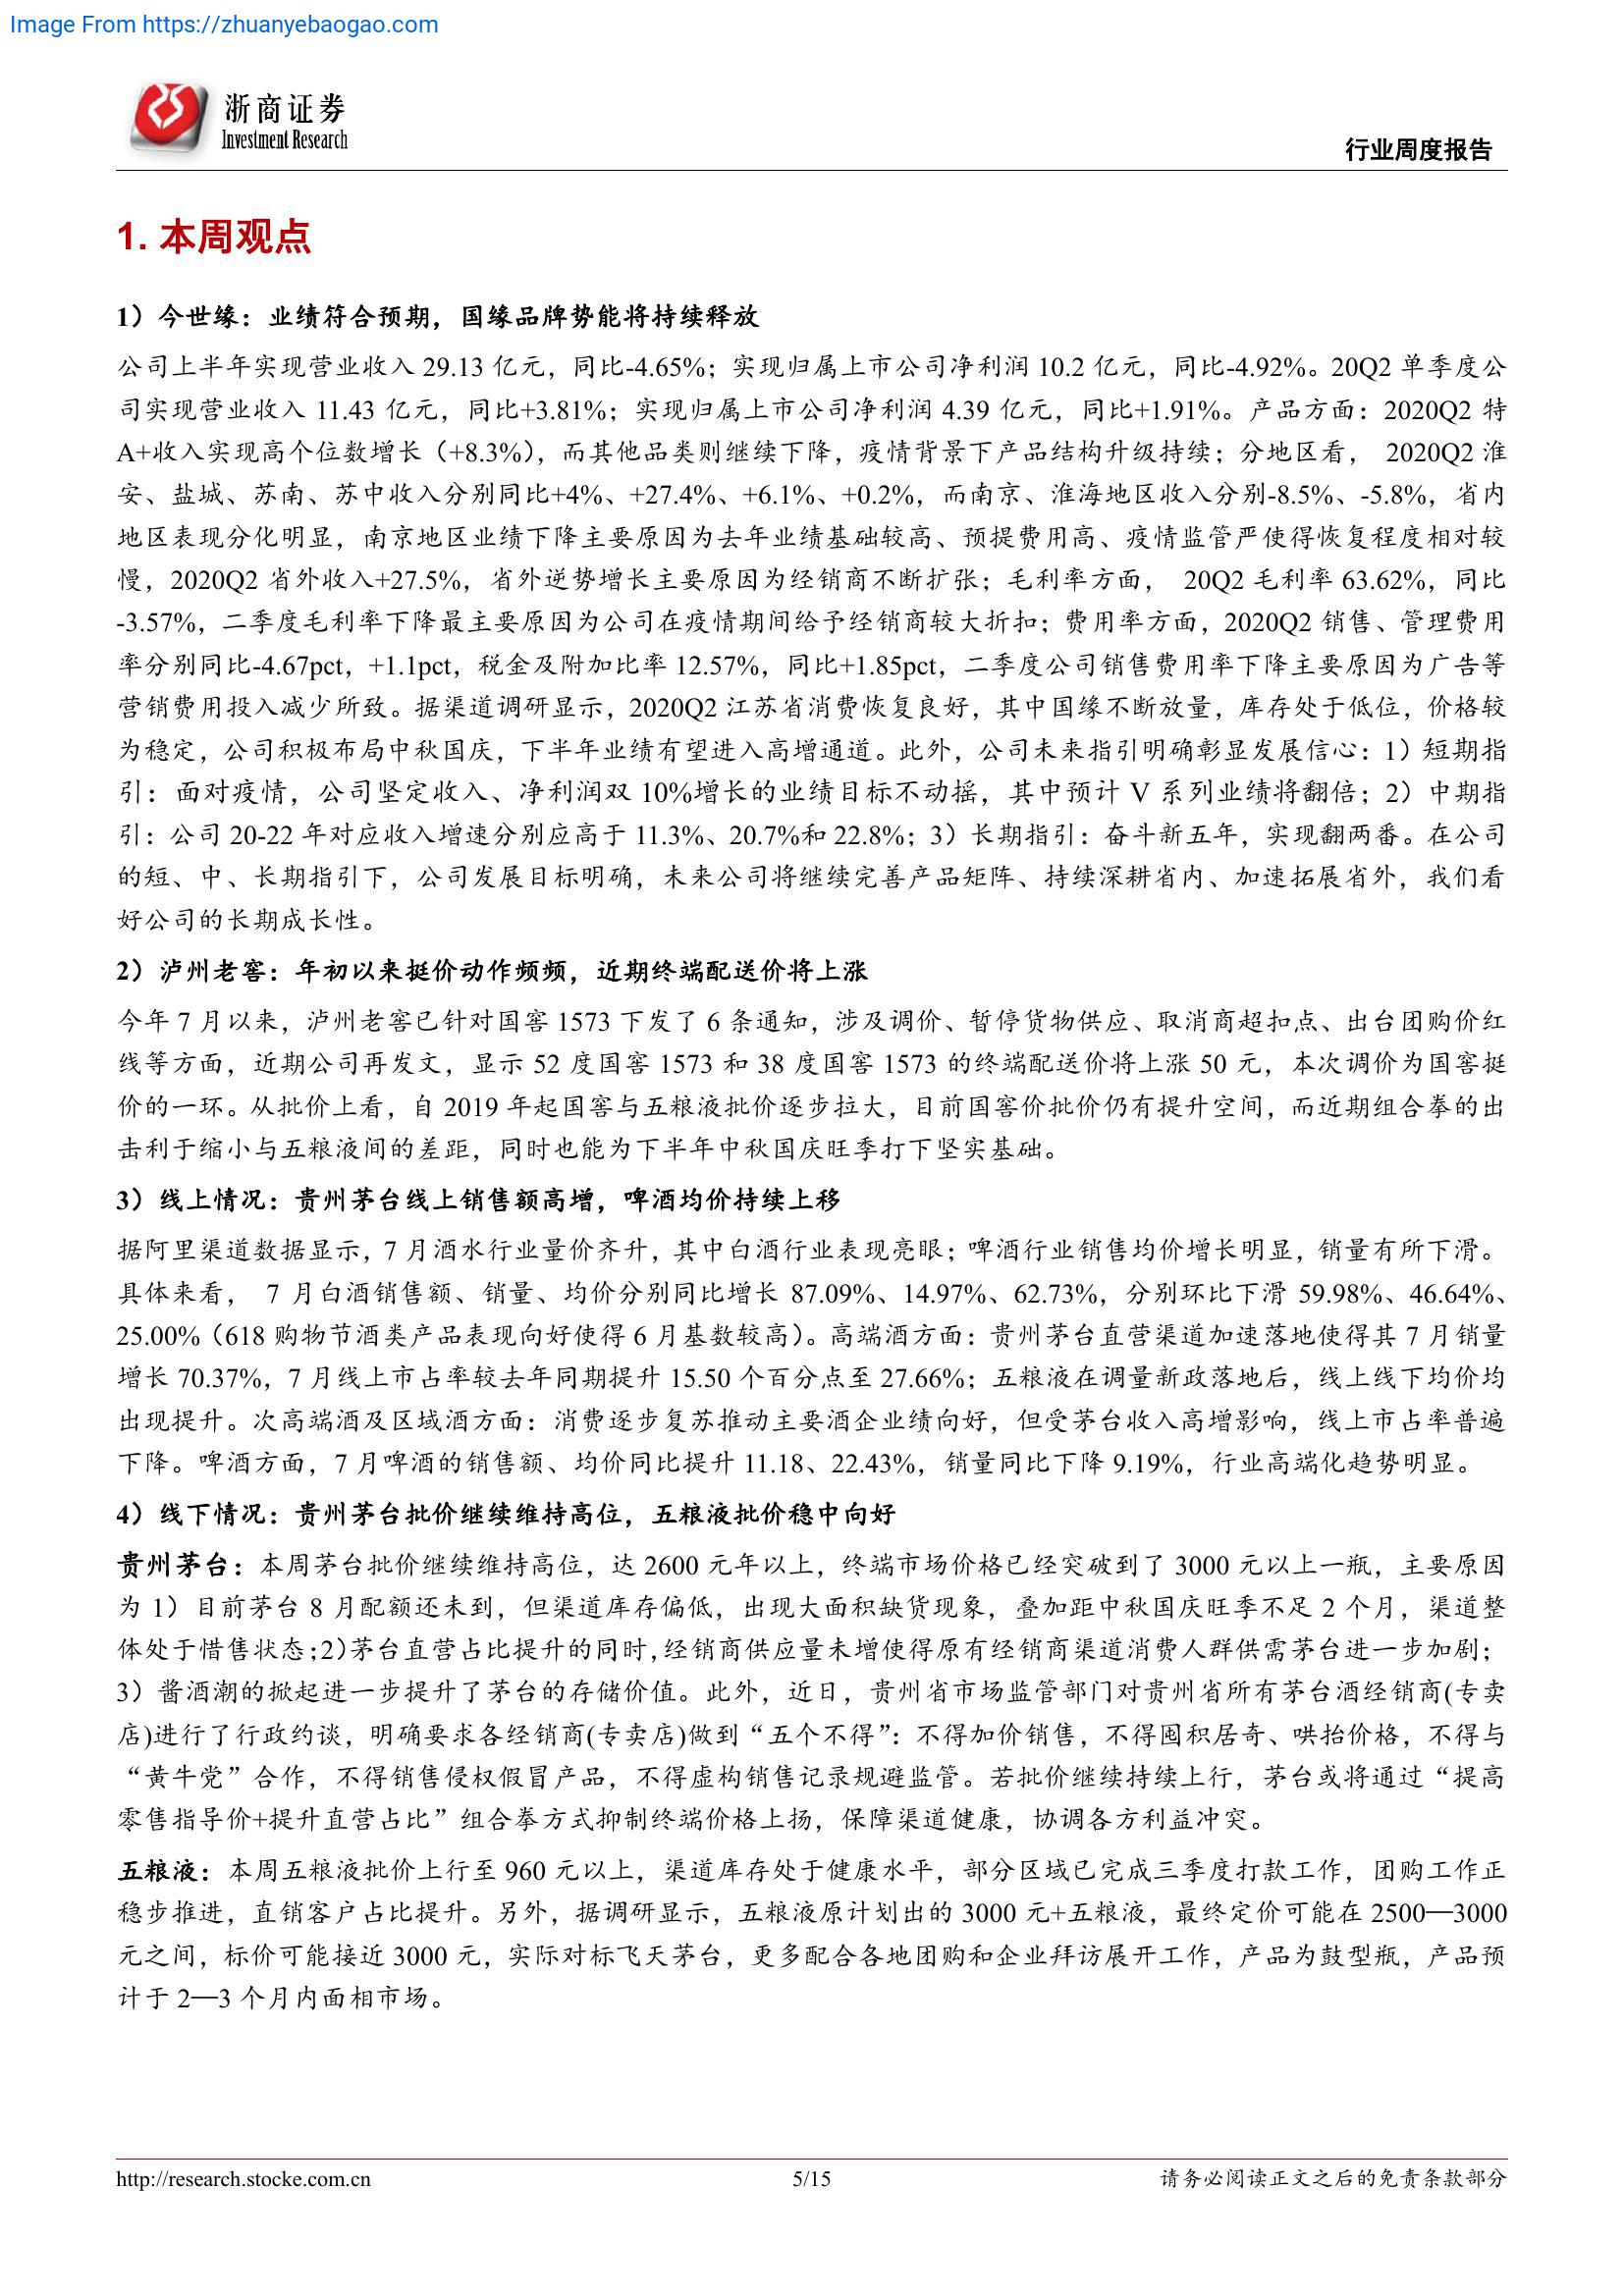 Image From https://zhuanyebaogao.com
浙商证券
Investment Research
行业周度报告
1. 本周观点
1）今世缘：业绩符合预期，国缘品牌势能将持续释放
公司上半年实现营业收入 29.13 亿元，同比-4.65%；实现归属上市公司净利润 10.2 亿元，同比-4.92%。20Q2 单季度公
司实现营业收入 11.43 亿元，同比+3.81%；实现归属上市公司净利润 4.39 亿元，同比+1.91%。产品方面：2020Q2 特
A+收入实现高个位数增长（+8.3%），而其他品类则继续下降，疫情背景下产品结构升级持续；分地区看， 2020Q2 淮
安、盐城、苏南、苏中收入分别同比+4%、+27.4%、+6.1%、+0.2%，而南京、淮海地区收入分别-8.5%、-5.8%，省内
地区表现分化明显，南京地区业绩下降主要原因为去年业绩基础较高、预提费用高、疫情监管严使得恢复程度相对较
慢，2020Q2 省外收入+27.5%，省外逆势增长主要原因为经销商不断扩张；毛利率方面， 20Q2 毛利率 63.62%，同比
-3.57%，二季度毛利率下降最主要原因为公司在疫情期间给予经销商较大折扣；费用率方面，2020Q2 销售、管理费用
率分别同比-4.67pct，+1.1pct，税金及附加比率 12.57%，同比+1.85pct，二季度公司销售费用率下降主要原因为广告等
营销费用投入减少所致。据渠道调研显示，2020Q2 江苏省消费恢复良好，其中国缘不断放量，库存处于低位，价格较
为稳定，公司积极布局中秋国庆，下半年业绩有望进入高增通道。此外，公司未来指引明确彰显发展信心：1）短期指
引：面对疫情，公司坚定收入、净利润双 10%增长的业绩目标不动摇，其中预计 V 系列业绩将翻倍；2）中期指
引：公司 20-22 年对应收入增速分别应高于 11.3%、20.7%和 22.8%；3）长期指引：奋斗新五年，实现翻两番。在公司
的短、中、长期指引下，公司发展目标明确，未来公司将继续完善产品矩阵、持续深耕省内、加速拓展省外，我们看
好公司的长期成长性。
2）泸州老窖：年初以来挺价动作频频，近期终端配送价将上涨
今年 7 月以来，泸州老窖已针对国窖 1573 下发了 6 条通知，涉及调价、暂停货物供应、取消商超扣点、出台团购价红
线等方面，近期公司再发文，显示 52 度国窖 1573 和 38 度国窖 1573 的终端配送价将上涨 50 元，本次调价为国窖挺
价的一环。从批价上看，自 2019 年起国窖与五粮液批价逐步拉大，目前国窖价批价仍有提升空间，而近期组合拳的出
击利于缩小与五粮液间的差距，同时也能为下半年中秋国庆旺季打下坚实基础。
3）线上情况：贵州茅台线上销售额高增，啤酒均价持续上移
据阿里渠道数据显示，7 月酒水行业量价齐升，其中白酒行业表现亮眼；啤酒行业销售均价增长明显，销量有所下滑。
具体来看， 7 月白酒销售额、销量、均价分别同比增长 87.09%、14.97%、62.73%，分别环比下滑 59.98%、46.64%、
25.00%（618 购物节酒类产品表现向好使得 6 月基数较高）。高端酒方面：贵州茅台直营渠道加速落地使得其 7 月销量
增长 70.37%，7 月线上市占率较去年同期提升 15.50 个百分点至 27.66%；五粮液在调量新政落地后，线上线下均价均
出现提升。次高端酒及区域酒方面：消费逐步复苏推动主要酒企业绩向好，但受茅台收入高增影响，线上市占率普遍
下降。啤酒方面，7 月啤酒的销售额、均价同比提升 11.18、22.43%，销量同比下降 9.19%，行业高端化趋势明显。
4）线下情况：贵州茅台批价继续维持高位，五粮液批价稳中向好
贵州茅台：本周茅台批价继续维持高位，达 2600 元年以上，终端市场价格已经突破到了 3000 元以上一瓶，主要原因
为 1）目前茅台 8 月配额还未到，但渠道库存偏低，出现大面积缺货现象，叠加距中秋国庆旺季不足 2 个月，渠道整
体处于惜售状态;2)茅台直营占比提升的同时,经销商供应量未增使得原有经销商渠道消费人群供需茅台进一步加剧；
3）酱酒潮的掀起进一步提升了茅台的存储价值。此外，近日，贵州省市场监管部门对贵州省所有茅台酒经销商(专卖
店)进行了行政约谈，明确要求各经销商(专卖店)做到“五个不得”：不得加价销售，不得囤积居奇、哄抬价格，不得与
“黄牛党”合作，不得销售侵权假冒产品，不得虚构销售记录规避监管。若批价继续持续上行，茅台或将通过“提高
零售指导价+提升直营占比”组合拳方式抑制终端价格上扬，保障渠道健康，协调各方利益冲突。
五粮液：本周五粮液批价上行至 960 元以上，渠道库存处于健康水平，部分区域已完成三季度打款工作，团购工作正
稳步推进，直销客户占比提升。另外，据调研显示，五粮液原计划出的 3000 元+五粮液，最终定价可能在 2500—3000
元之间，标价可能接近 3000 元，实际对标飞天茅台，更多配合各地团购和企业拜访展开工作，产品为鼓型瓶，产品预
计于 2—3 个月内面相市场。
http://research.stocke.com.cn
5/15
请务必阅读正文之后的免责条款部分